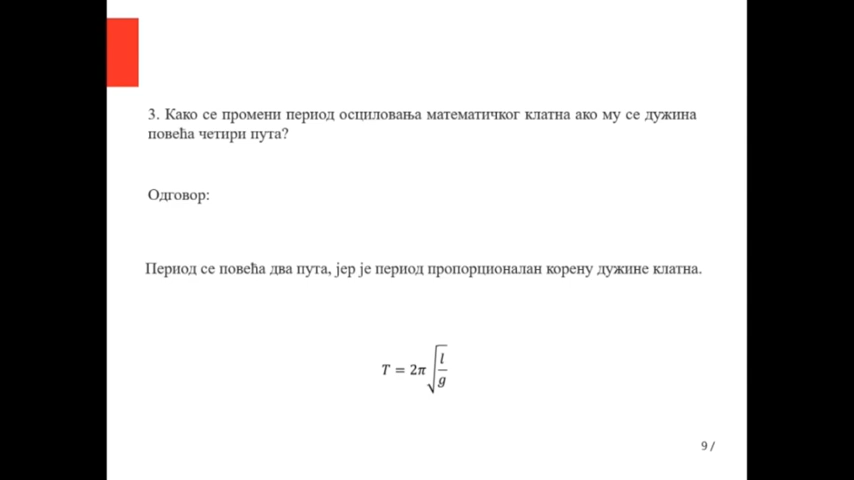 3. Како се промени период осциловања математичког клатна ако му се дужина
повећа четири пута?
Одговор:
Период се повећа два пута, јер је период пропорционалан корену дужине клатна.
T = 2π√(l/g)
9 /